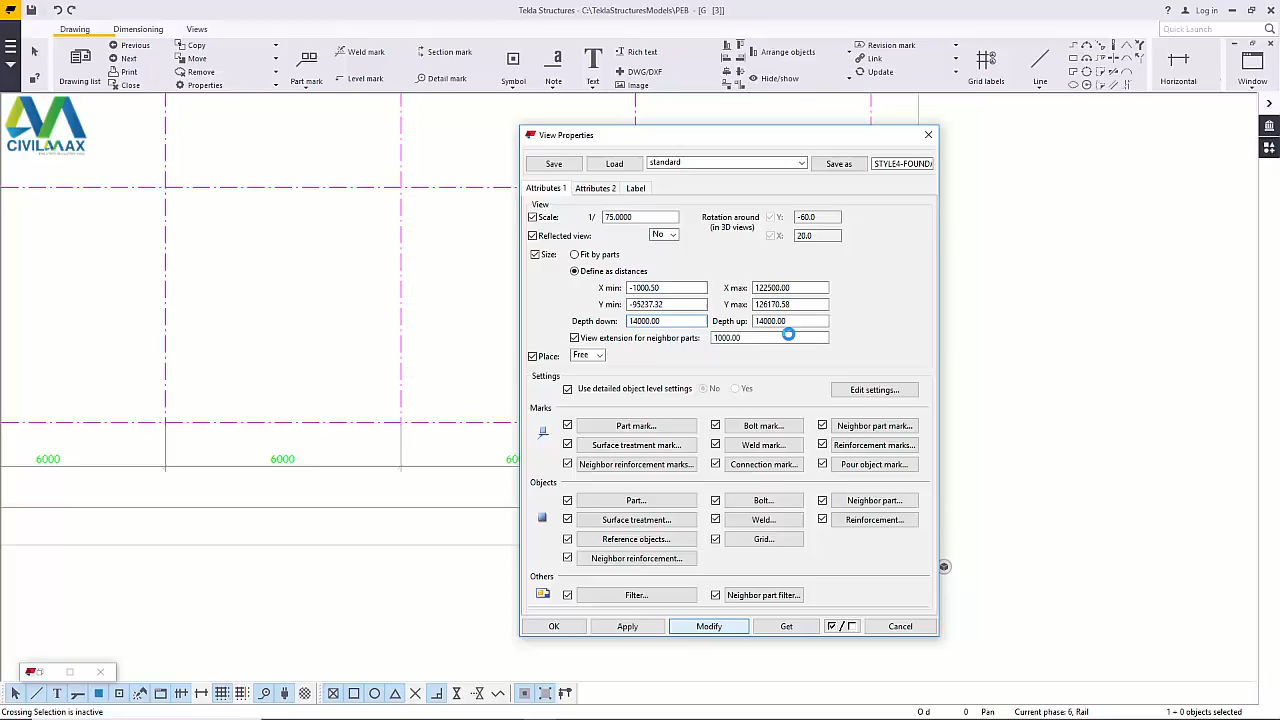 Tekla Structures - C:\TeklaStructuresModels\PEB - [G - [3]]
Log in
Drawing Dimensioning Views
Quick Launch
Drawing list
Previous
Next
Print
Close
Copy
Move
Remove
Properties
Part mark
Weld mark
Level mark
Section mark
Detail mark
Symbol
Note
Text
Rich text
DWG/DXF
Image
Arrange objects
Hide/show
Revision mark
Link
Update
Grid labels
Line
Horizontal
Window
CIVILMAX
6000
6000
View Properties
Save Load standard Save as STYLE4-FOUND
Attributes 1 Attributes 2 Label
View
Scale: 1/ 75.0000 Rotation around Y: -60.0
(in 3D views)
Reflected view: No X: 20.0
Size: Fit by parts
Define as distances
X min: -1000.50 X max: 122500.00
Y min: -95237.32 Y max: 126170.58
Depth down: 14000.00 Depth up: 14000.00
View extension for neighbor parts: 1000.00
Place: Free
Settings
Use detailed object level settings No Yes Edit settings...
Marks
Part mark... Bolt mark... Neighbor part mark...
Surface treatment mark... Weld mark... Reinforcement marks...
Neighbor reinforcement marks... Connection mark... Pour object mark...
Objects
Part... Bolt... Neighbor part...
Surface treatment... Weld... Reinforcement...
Reference objects... Grid...
Neighbor reinforcement...
Others
Filter... Neighbor part filter...
OK Apply Modify Get Cancel
Crossing Selection is inactive O d 0 Pan Current phase: 6, Rail 1 + 0 objects selected